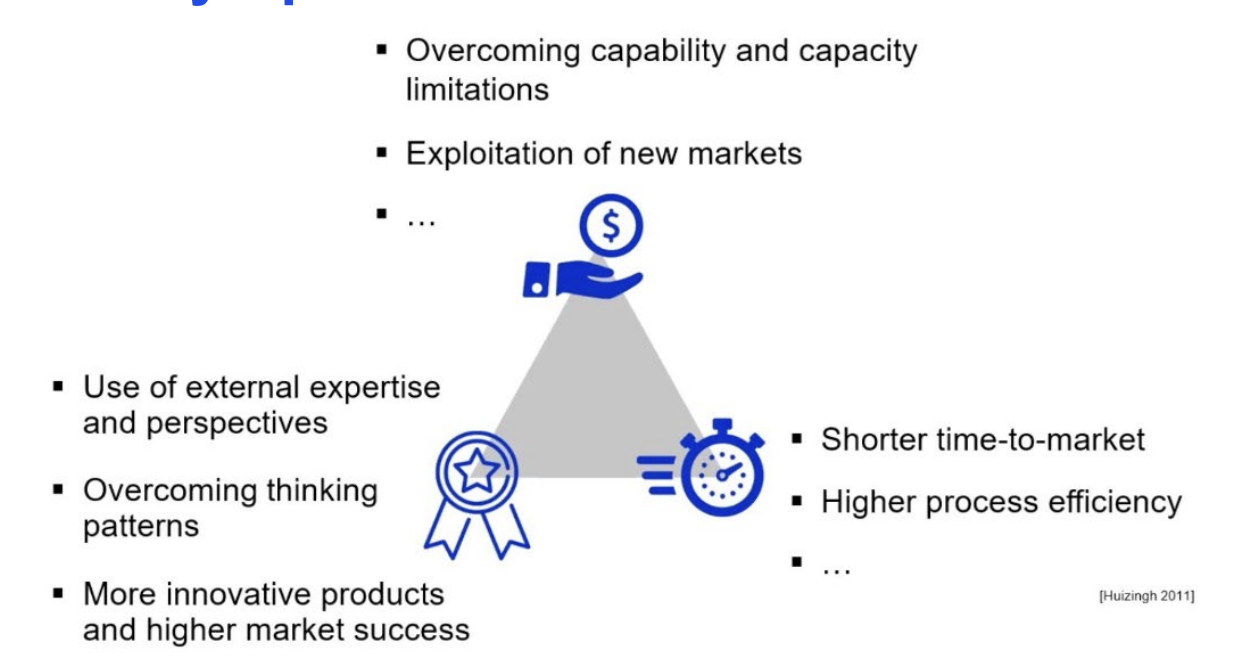 ▪ Overcoming capability and capacity
limitations
▪ Exploitation of new markets
▪ …
$
▪ Use of external expertise
and perspectives
▪ Overcoming thinking
patterns
▪ More innovative products
and higher market success
▪ Shorter time-to-market
▪ Higher process efficiency
▪ …
[Huizingh 2011]